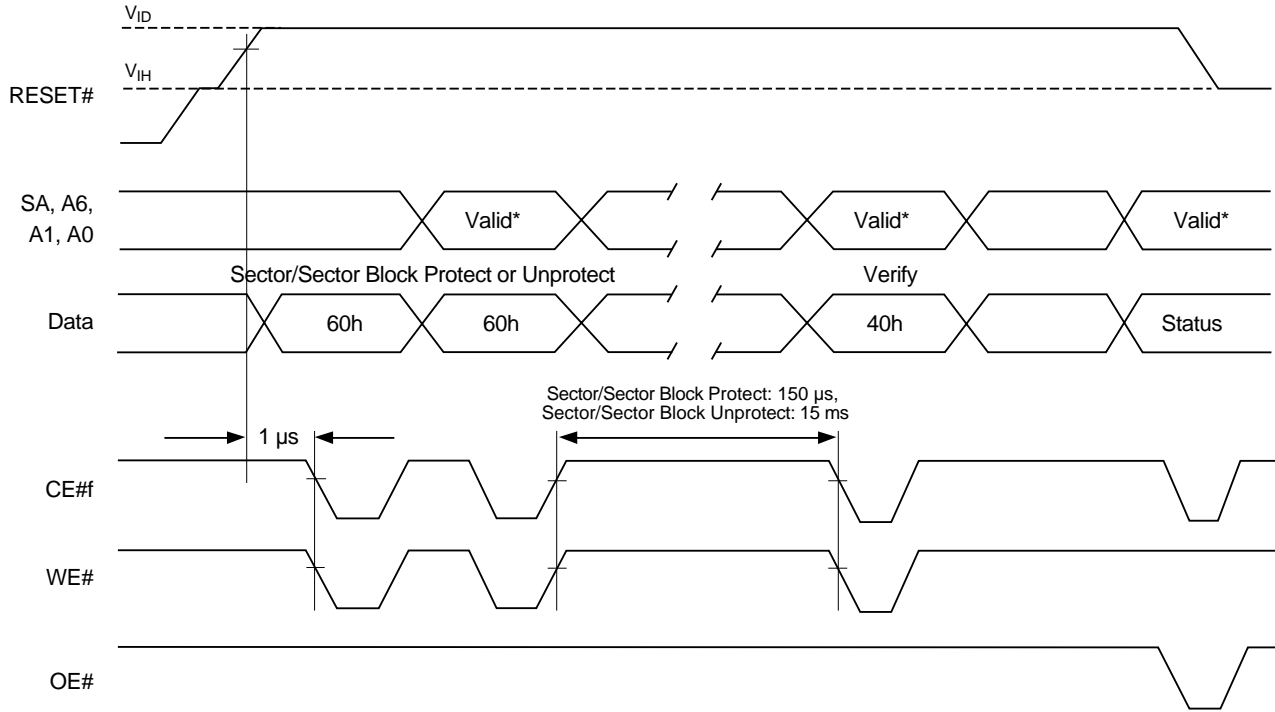 VID
VIH
RESET#
SA, A6,
A1, A0
Valid*
Valid*
Valid*
Sector/Sector Block Protect or Unprotect
Verify
Data
60h
60h
40h
Status
Sector/Sector Block Protect: 150 µs,
Sector/Sector Block Unprotect: 15 ms
1 µs
CE#f
WE#
OE#